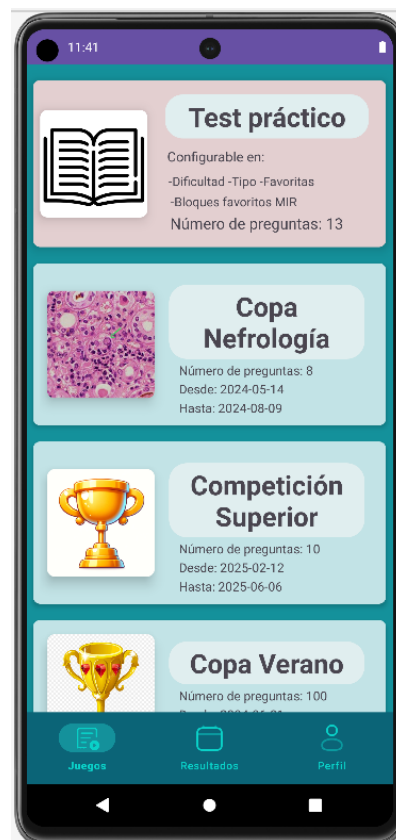 11:41
Test práctico
Configurable en:
-Dificultad -Tipo -Favoritas
-Bloques favoritos MIR
Número de preguntas: 13
Copa
Nefrología
Número de preguntas: 8
Desde: 2024-05-14
Hasta: 2024-08-09
Competición
Superior
Número de preguntas: 10
Desde: 2025-02-12
Hasta: 2025-06-06
Copa Verano
Número de preguntas: 100
Juegos
Resultados
Perfil